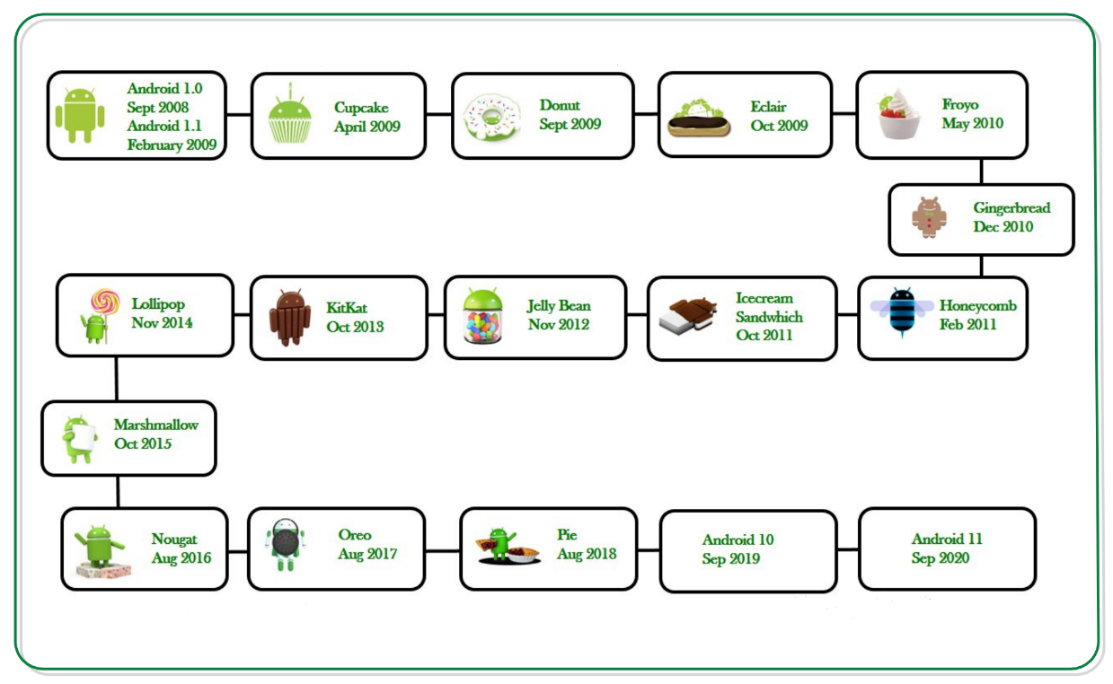 Android 1.0
Sept 2008
Android 1.1
February 2009
Cupcake
April 2009
Donut
Sept 2009
Eclair
Oct 2009
Froyo
May 2010
Gingerbread
Dec 2010
Honeycomb
Feb 2011
Icecream
Sandwhich
Oct 2011
Jelly Bean
Nov 2012
KitKat
Oct 2013
Lollipop
Nov 2014
Marshmallow
Oct 2015
Nougat
Aug 2016
Oreo
Aug 2017
Pie
Aug 2018
Android 10
Sep 2019
Android 11
Sep 2020